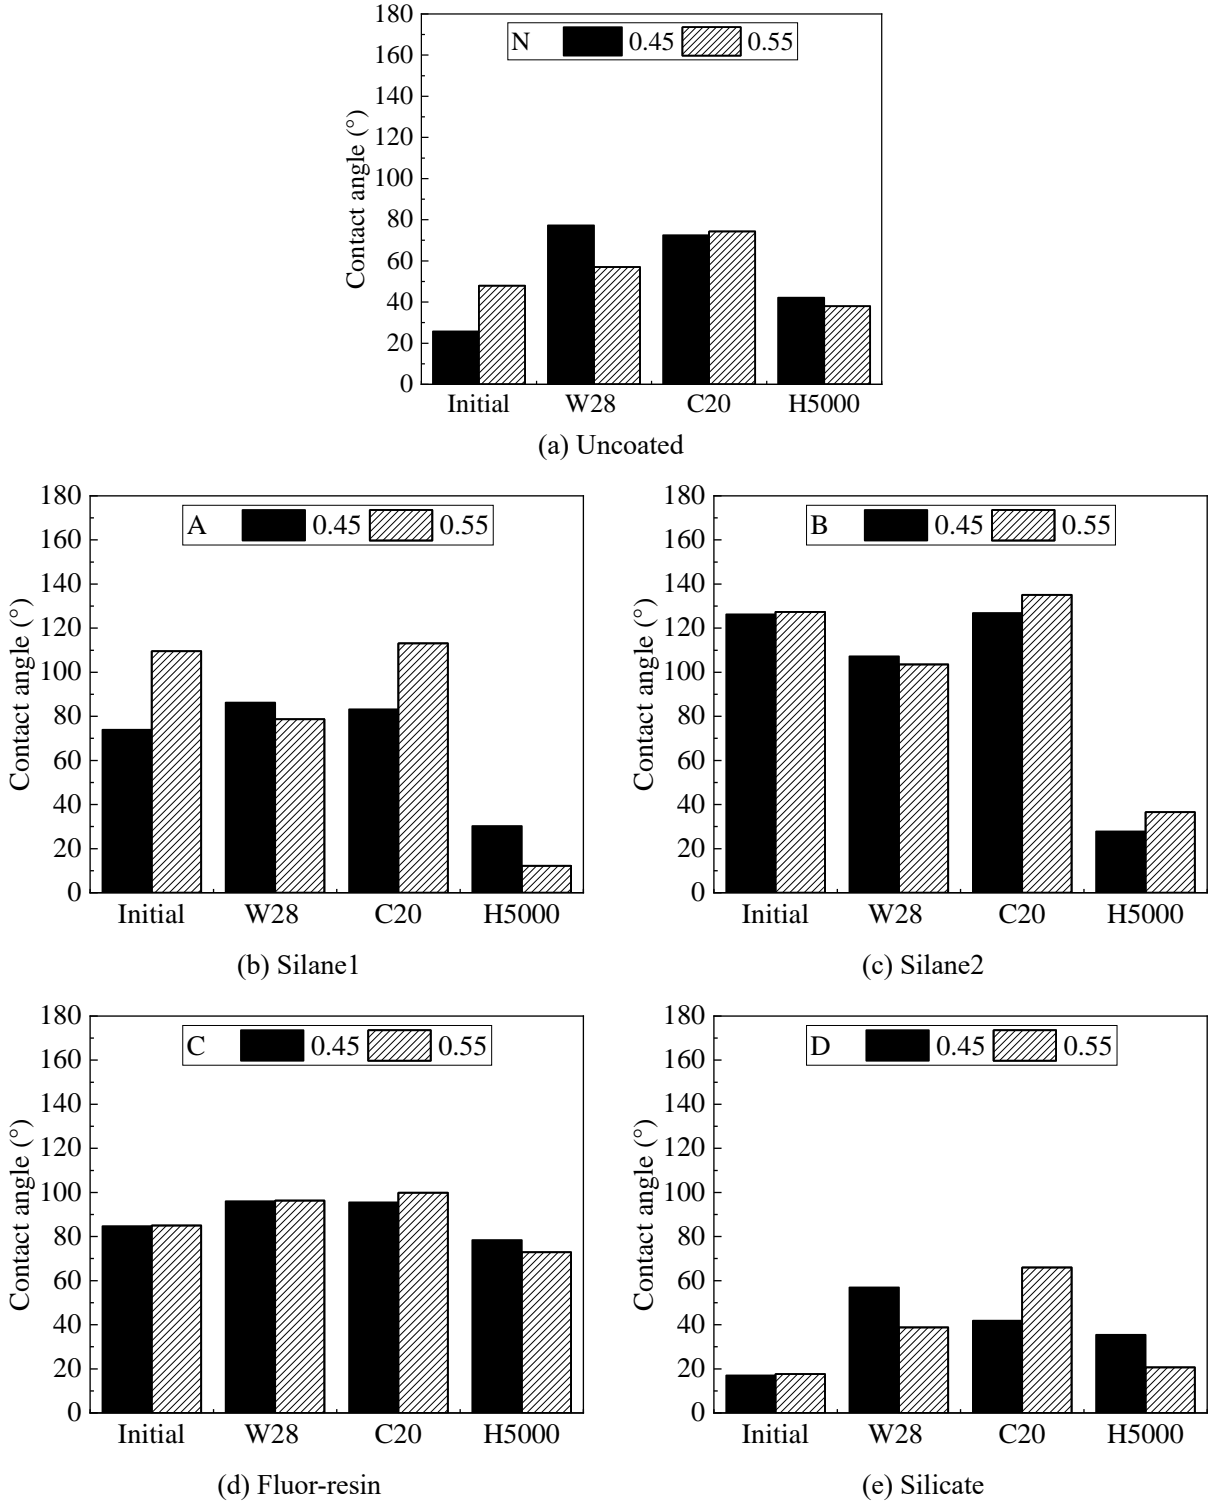 N 0.45 0.55
Contact angle (°)
180
160
140
120
100
80
60
40
20
0
Initial W28 C20 H5000
(a) Uncoated
A 0.45 0.55
Contact angle (°)
180
160
140
120
100
80
60
40
20
0
Initial W28 C20 H5000
(b) Silane1
B 0.45 0.55
Contact angle (°)
180
160
140
120
100
80
60
40
20
0
Initial W28 C20 H5000
(c) Silane2
C 0.45 0.55
Contact angle (°)
180
160
140
120
100
80
60
40
20
0
Initial W28 C20 H5000
(d) Fluor-resin
D 0.45 0.55
Contact angle (°)
180
160
140
120
100
80
60
40
20
0
Initial W28 C20 H5000
(e) Silicate